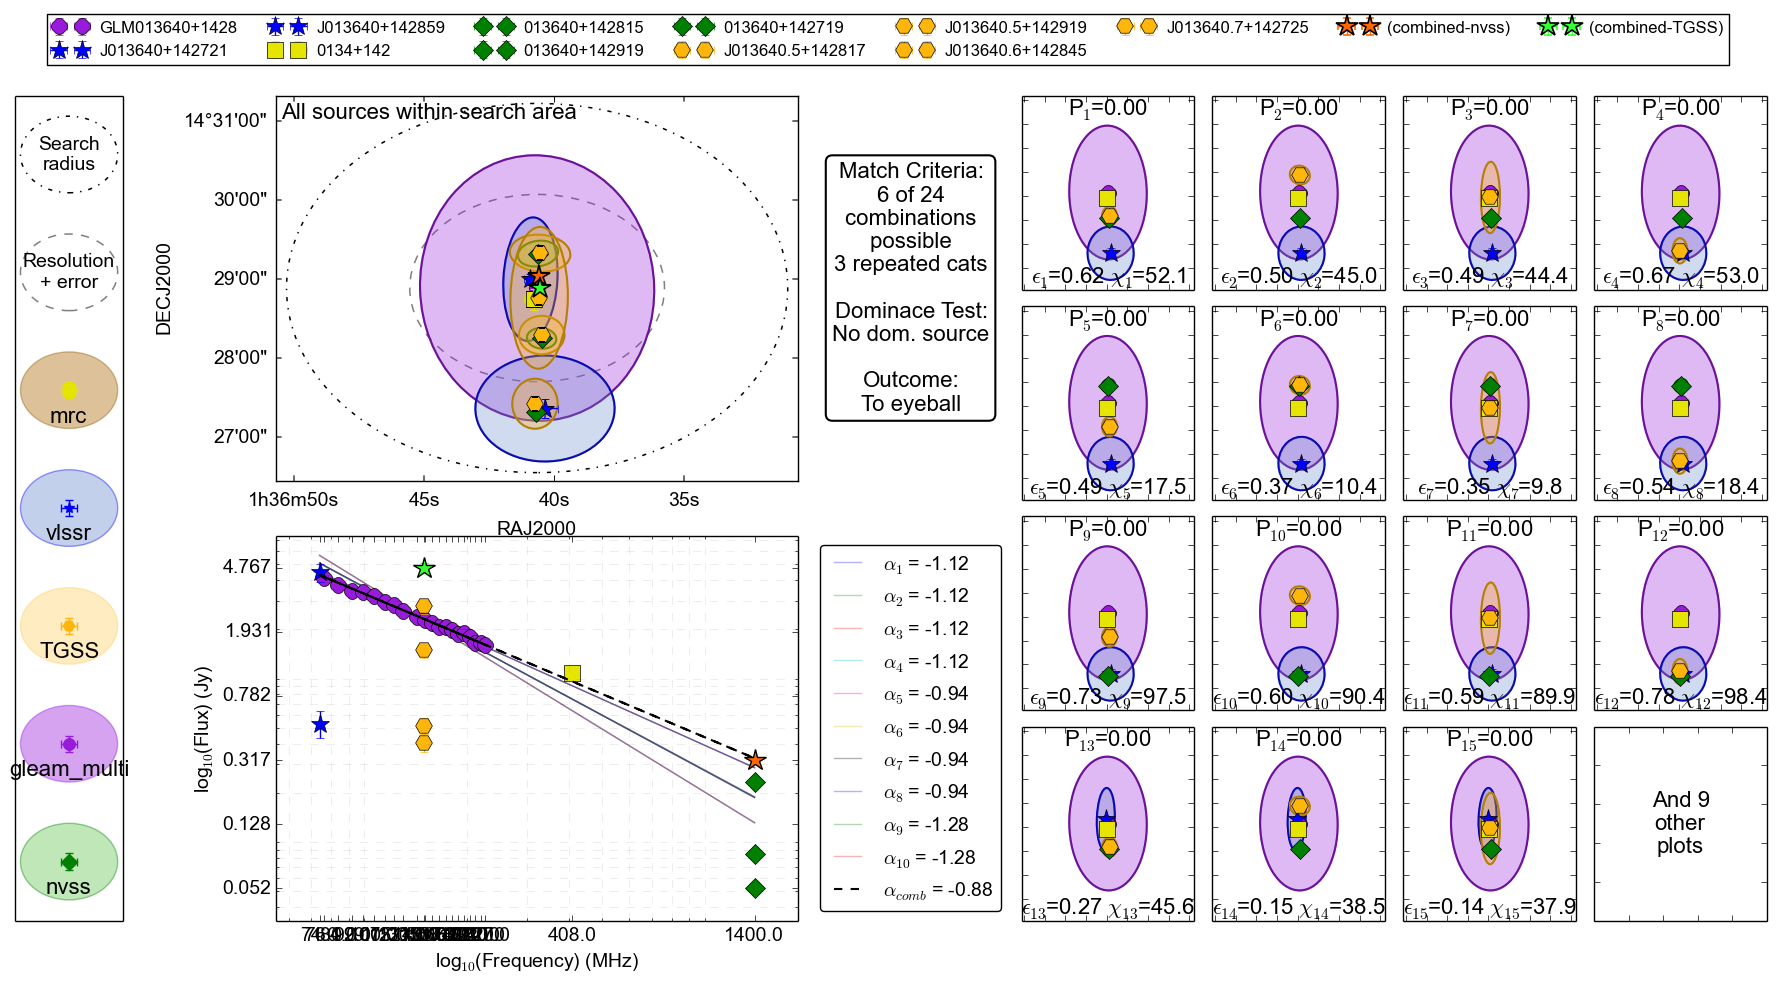 GLM013640+1428
J013640+142859
013640+142815
013640+142719
J013640.5+142919
J013640.7+142725
(combined-nvss)
(combined-TGSS)
J013640+142721
0134+142
013640+142919
J013640.5+142817
J013640.6+142845
Search
radius
Resolution
+ error
mrc
vlssr
TGSS
gleam_multi
nvss
All sources within search area
DECJ2000
14°31'00"
30'00"
29'00"
28'00"
27'00"
1h36m50s
45s
40s
35s
RAJ2000
Match Criteria:
6 of 24
combinations
possible
3 repeated cats
Dominace Test:
No dom. source
Outcome:
To eyeball
log₁₀(Flux) (Jy)
4.767
1.931
0.782
0.317
0.128
0.052
408.0
1400.0
log₁₀(Frequency) (MHz)
α₁ = -1.12
α₂ = -1.12
α₃ = -1.12
α₄ = -1.12
α₅ = -0.94
α₆ = -0.94
α₇ = -0.94
α₈ = -0.94
α₉ = -1.28
α₁₀ = -1.28
α_comb = -0.88
P₁=0.00
ϵ₁=0.62 χ₁=52.1
P₂=0.00
ϵ₂=0.50 χ₂=45.0
P₃=0.00
ϵ₃=0.49 χ₃=44.4
P₄=0.00
ϵ₄=0.67 χ₄=53.0
P₅=0.00
ϵ₅=0.49 χ₅=17.5
P₆=0.00
ϵ₆=0.37 χ₆=10.4
P₇=0.00
ϵ₇=0.35 χ₇=9.8
P₈=0.00
ϵ₈=0.54 χ₈=18.4
P₉=0.00
ϵ₉=0.73 χ₉=97.5
P₁₀=0.00
ϵ₁₀=0.60 χ₁₀=90.4
P₁₁=0.00
ϵ₁₁=0.59 χ₁₁=89.9
P₁₂=0.00
ϵ₁₂=0.78 χ₁₂=98.4
P₁₃=0.00
ϵ₁₃=0.27 χ₁₃=45.6
P₁₄=0.00
ϵ₁₄=0.15 χ₁₄=38.5
P₁₅=0.00
ϵ₁₅=0.14 χ₁₅=37.9
And 9
other
plots